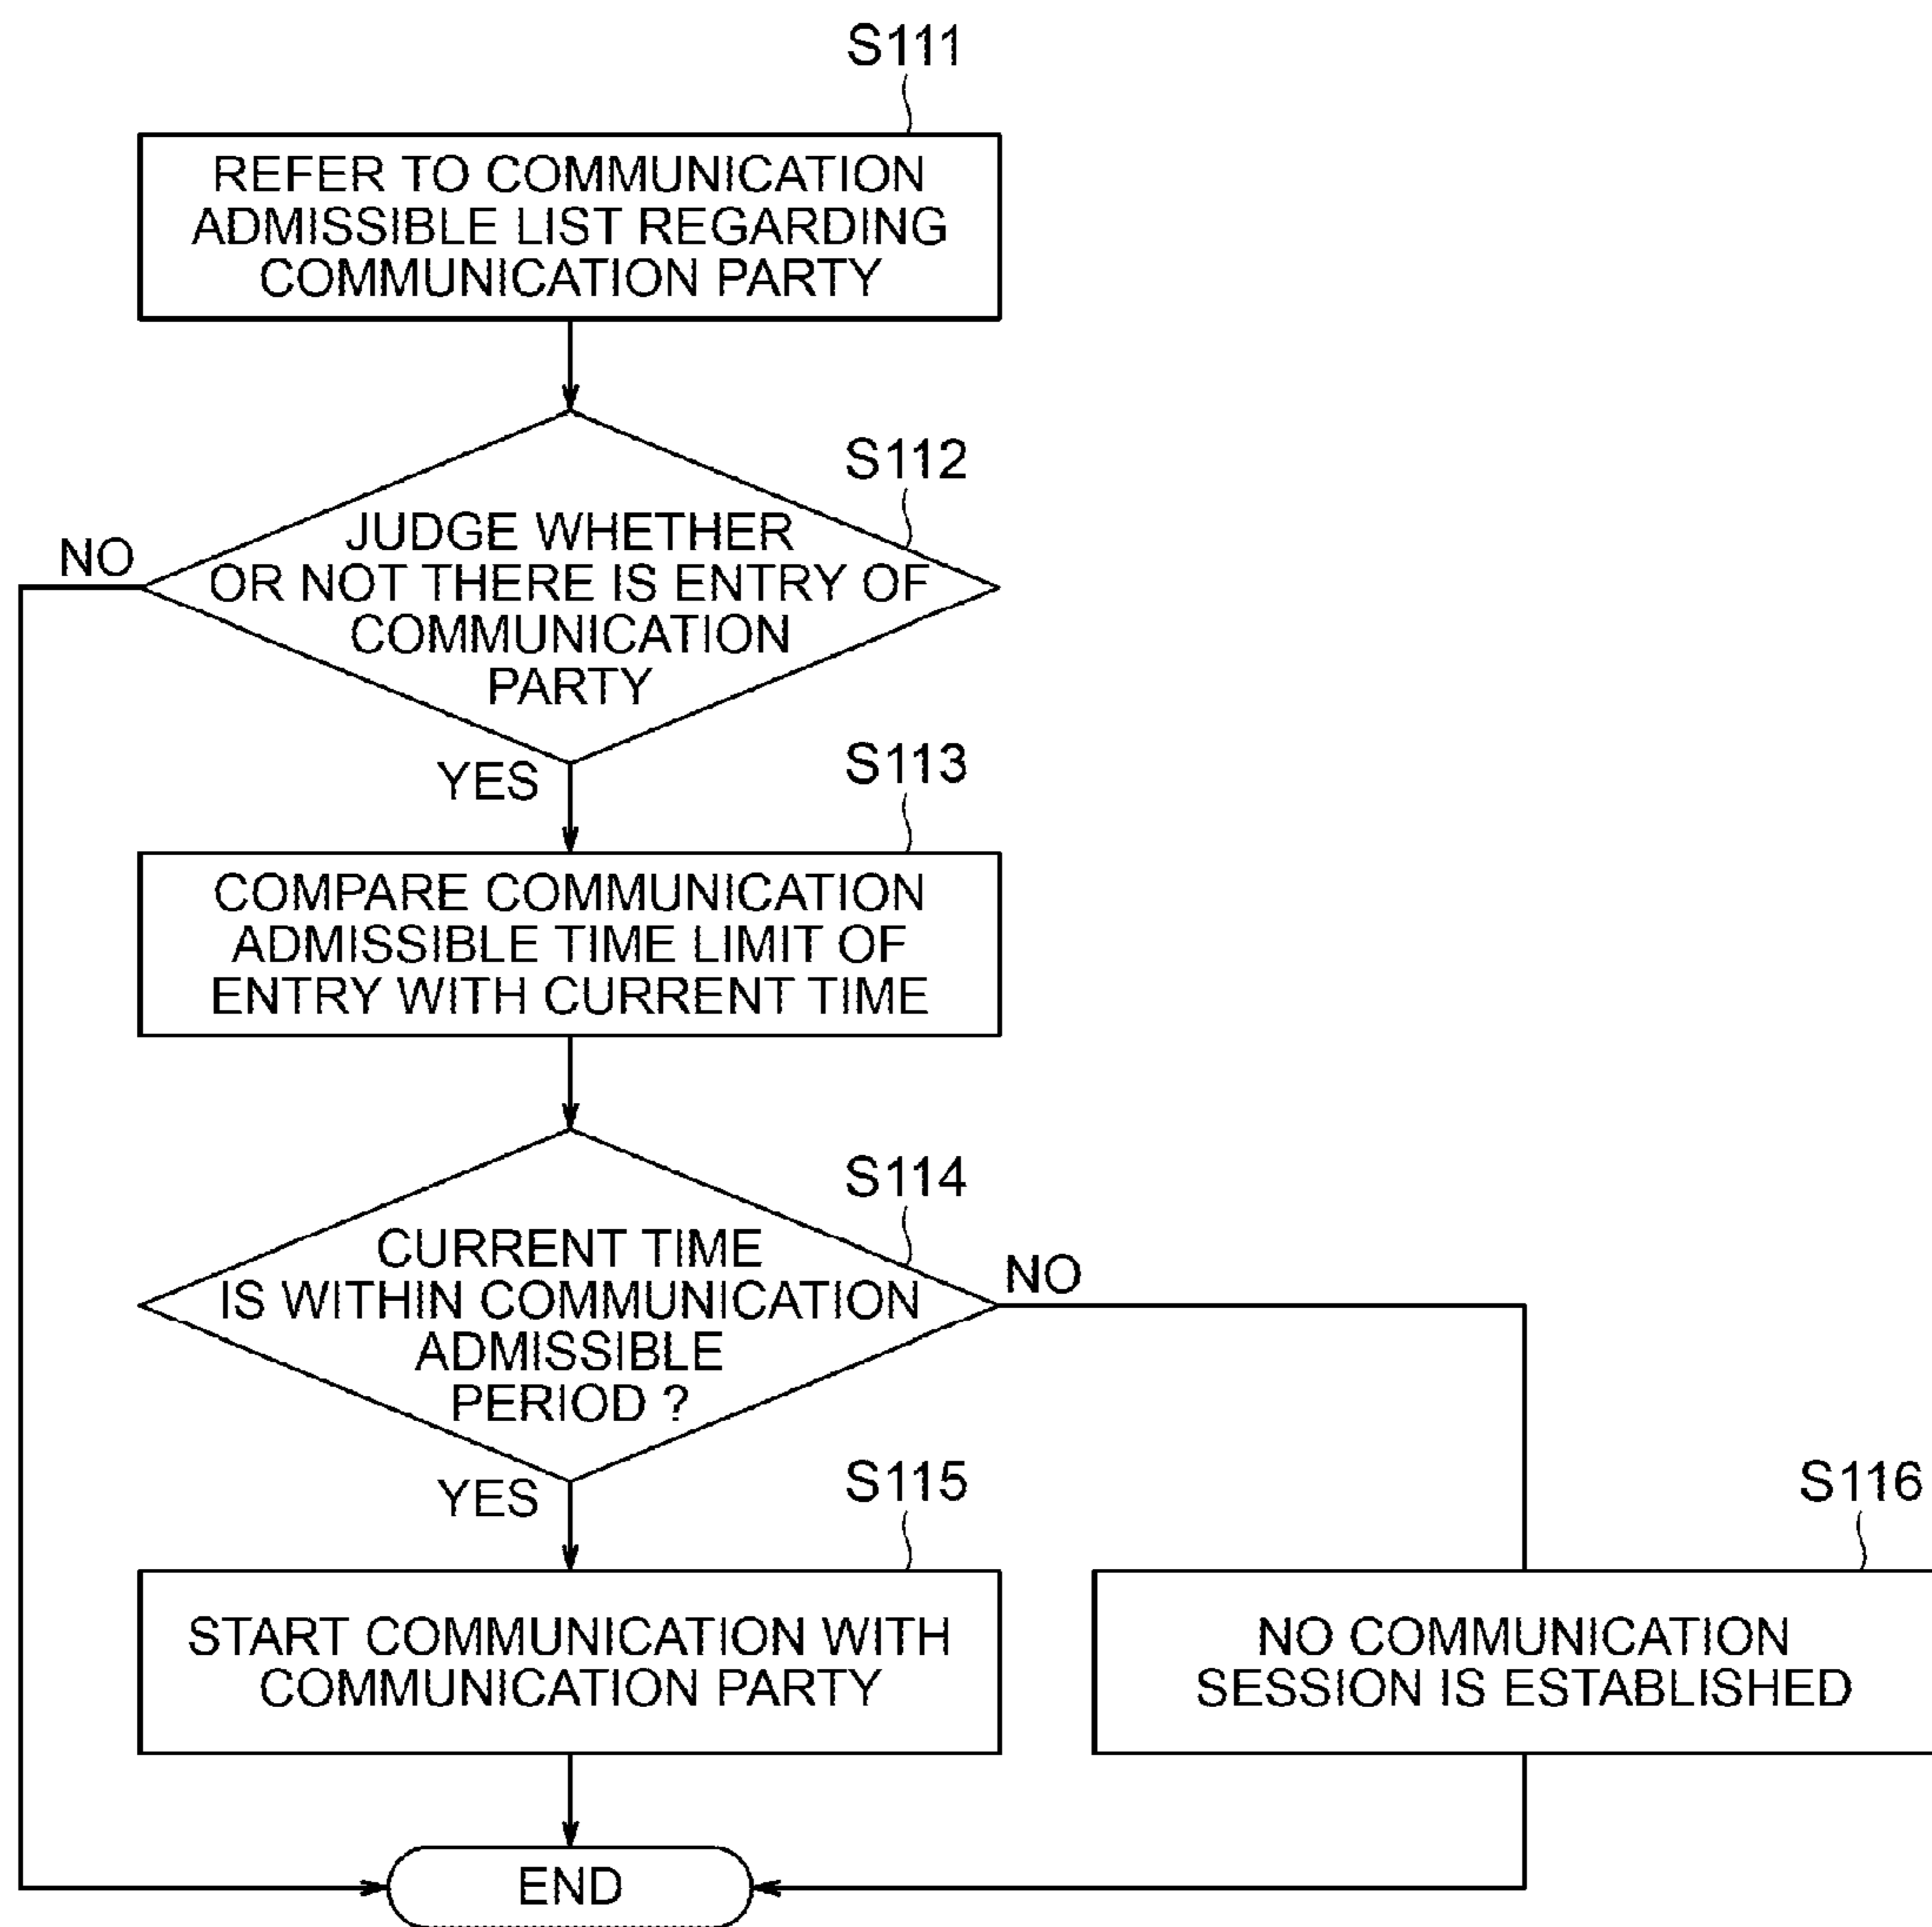 S111
REFER TO COMMUNICATION
ADMISSIBLE LIST REGARDING
COMMUNICATION PARTY
S112
JUDGE WHETHER
OR NOT THERE IS ENTRY OF
COMMUNICATION
PARTY
NO
YES
S113
COMPARE COMMUNICATION
ADMISSIBLE TIME LIMIT OF
ENTRY WITH CURRENT TIME
S114
CURRENT TIME
IS WITHIN COMMUNICATION
ADMISSIBLE
PERIOD ?
NO
YES
S115
START COMMUNICATION WITH
COMMUNICATION PARTY
S116
NO COMMUNICATION
SESSION IS ESTABLISHED
END